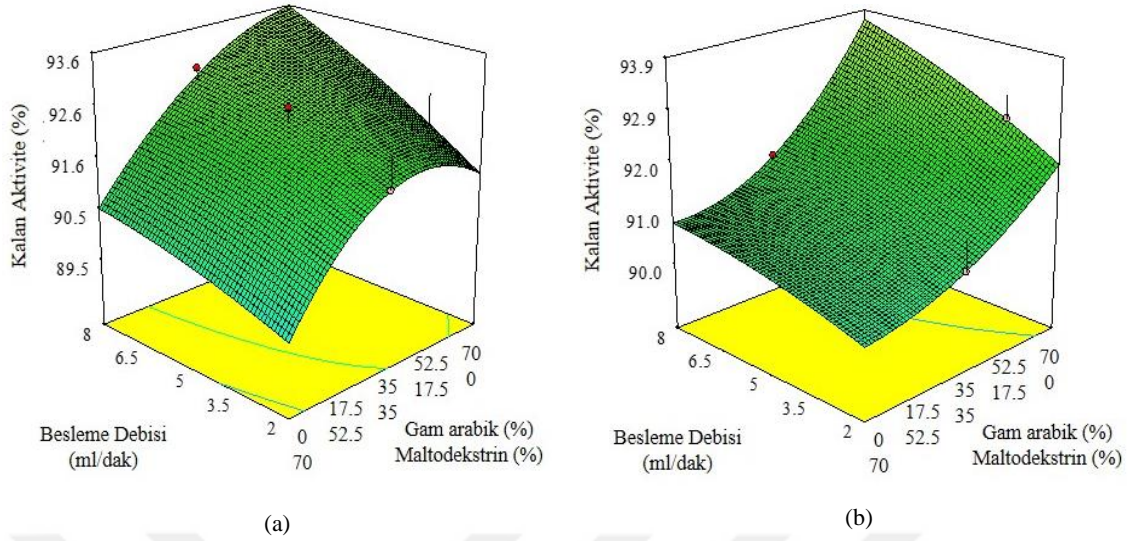 93.6
92.6
91.6
90.5
89.5
Kalan Aktivite (%)
8
6.5
5
3.5
2
Besleme Debisi
(ml/dak)
0 17.5 35 52.5 70
70 52.5 35 17.5 0
Gam arabik (%)
Maltodekstrin (%)
(a)
93.9
92.9
92.0
91.0
90.0
Kalan Aktivite (%)
8
6.5
5
3.5
2
Besleme Debisi
(ml/dak)
0 17.5 35 52.5 70
70 52.5 35 17.5 0
Gam arabik (%)
Maltodekstrin (%)
(b)